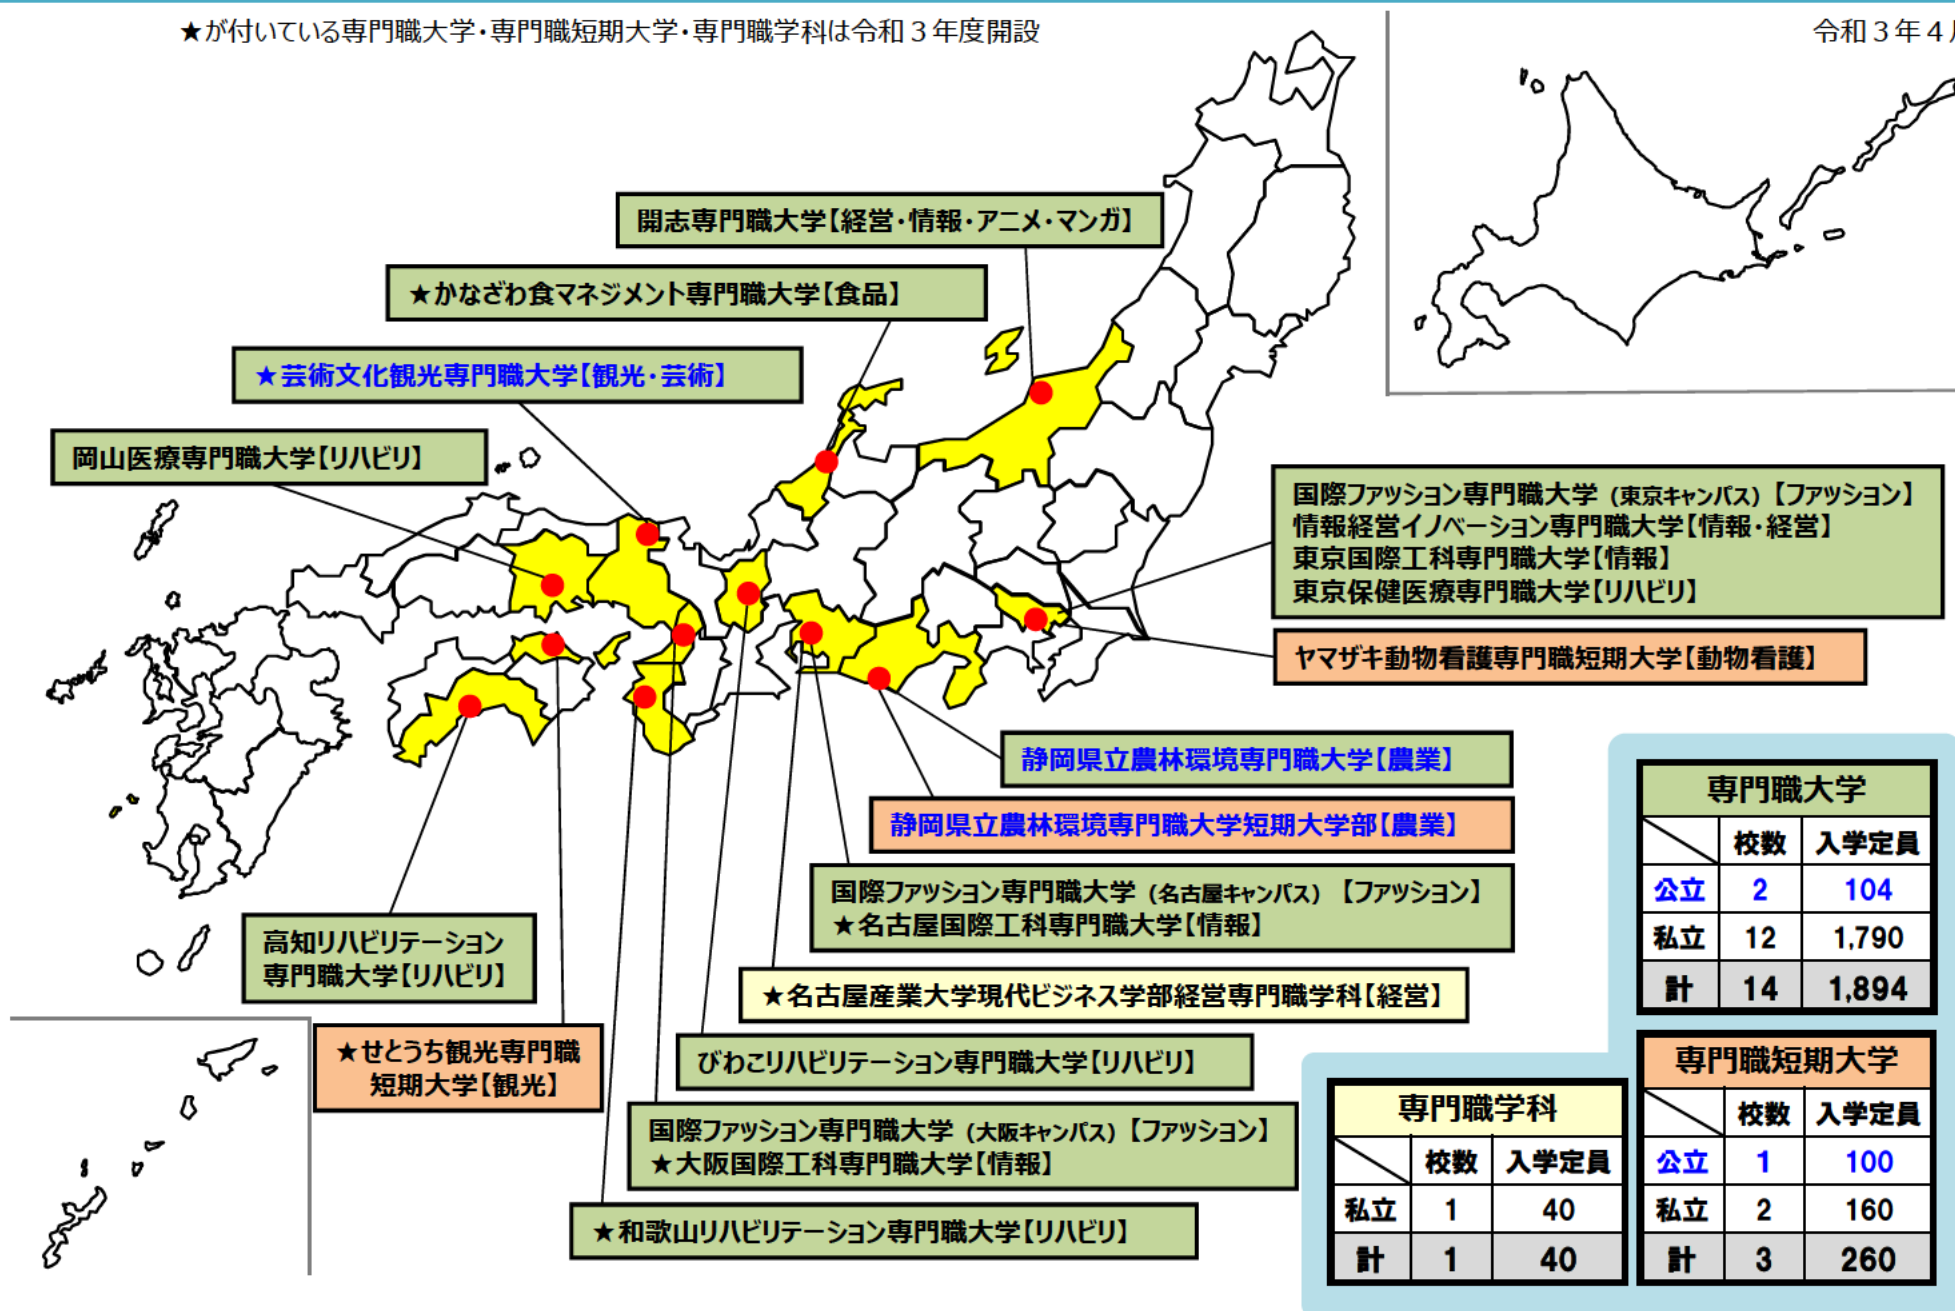 ★が付いている専門職大学・専門職短期大学・専門職学科は令和３年度開設
令和３年４月
開志専門職大学【経営・情報・アニメ・マンガ】
★かなざわ食マネジメント専門職大学【食品】
★芸術文化観光専門職大学【観光・芸術】
岡山医療専門職大学【リハビリ】
国際ファッション専門職大学（東京キャンパス）【ファッション】
情報経営イノベーション専門職大学【情報・経営】
東京国際工科専門職大学【情報】
東京保健医療専門職大学【リハビリ】
ヤマザキ動物看護専門職短期大学【動物看護】
静岡県立農林環境専門職大学【農業】
静岡県立農林環境専門職大学短期大学部【農業】
国際ファッション専門職大学（名古屋キャンパス）【ファッション】
★名古屋国際工科専門職大学【情報】
★名古屋産業大学現代ビジネス学部経営専門職学科【経営】
高知リハビリテーション
専門職大学【リハビリ】
★せとうち観光専門職
短期大学【観光】
びわこリハビリテーション専門職大学【リハビリ】
国際ファッション専門職大学（大阪キャンパス）【ファッション】
★大阪国際工科専門職大学【情報】
★和歌山リハビリテーション専門職大学【リハビリ】
専門職大学
校数 入学定員
公立 2 104
私立 12 1,790
計 14 1,894
専門職学科
校数 入学定員
私立 1 40
計 1 40
専門職短期大学
校数 入学定員
公立 1 100
私立 2 160
計 3 260